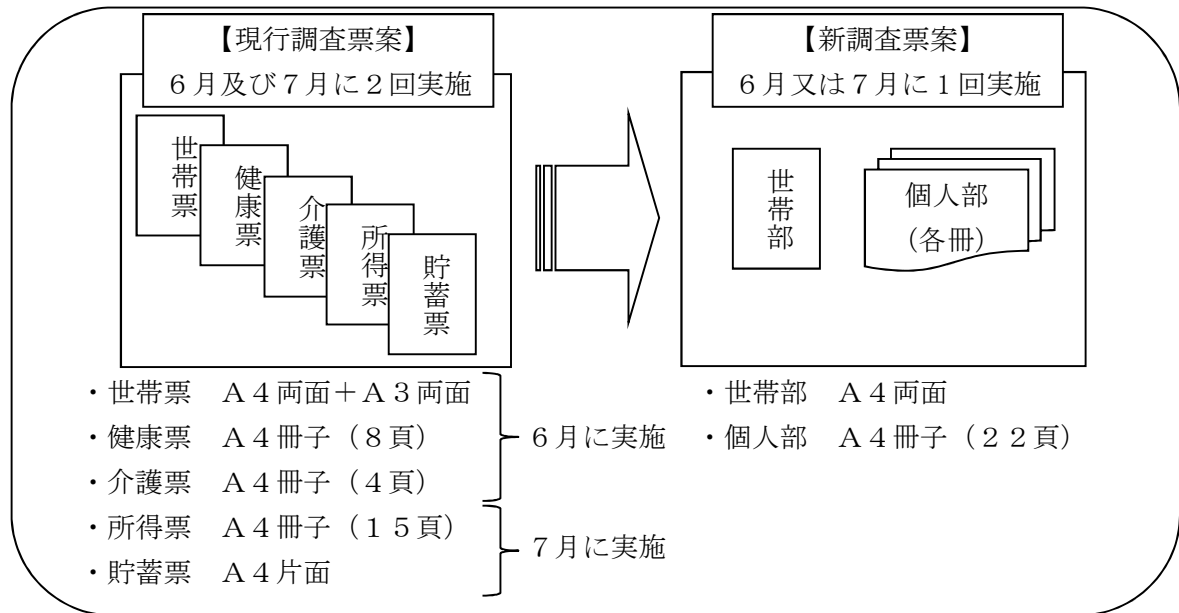 【現行調査票案】
６月及び７月に２回実施
世帯票
健康票
介護票
所得票
貯蓄票
・世帯票　Ａ４両面＋Ａ３両面
・健康票　Ａ４冊子（８頁）
・介護票　Ａ４冊子（４頁）
６月に実施
・所得票　Ａ４冊子（１５頁）
・貯蓄票　Ａ４片面
７月に実施
【新調査票案】
６月又は７月に１回実施
世帯部
個人部
（各冊）
・世帯部　Ａ４両面
・個人部　Ａ４冊子（２２頁）